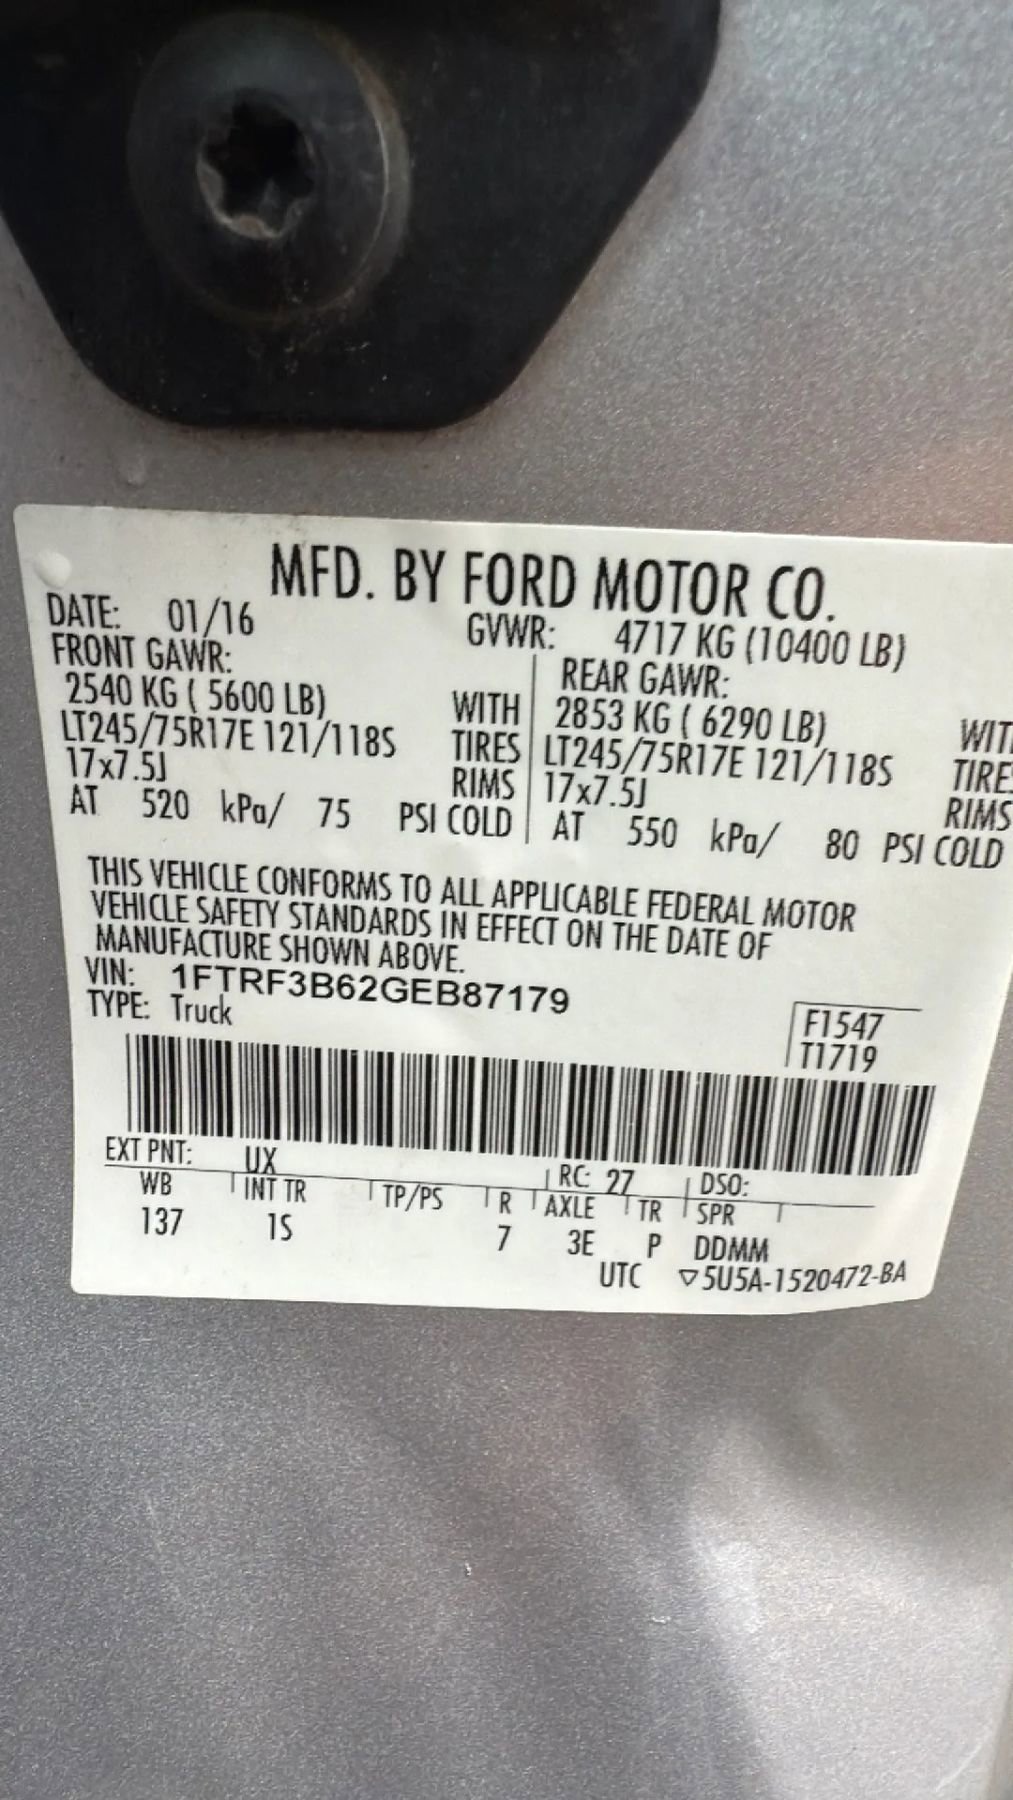 MFD. BY FORD MOTOR CO.
DATE: 01/16 GVWR: 4717 KG (10400 LB)
FRONT GAWR: REAR GAWR:
2540 KG ( 5600 LB) WITH 2853 KG ( 6290 LB) WIT
LT245/75R17E 121/118S TIRES LT245/75R17E 121/118S TIRES
17x7.5J RIMS 17x7.5J RIMS
AT 520 kPa/ 75 PSI COLD AT 550 kPa/ 80 PSI COLD
THIS VEHICLE CONFORMS TO ALL APPLICABLE FEDERAL MOTOR
VEHICLE SAFETY STANDARDS IN EFFECT ON THE DATE OF
MANUFACTURE SHOWN ABOVE.
VIN: 1FTRF3B62GEB87179
TYPE: Truck F1547
T1719
EXT PNT: UX RC: 27 DSO:
WB INT TR TP/PS R AXLE TR SPR
137 1S 7 3E P DDMM
UTC ▽5U5A-1520472-BA